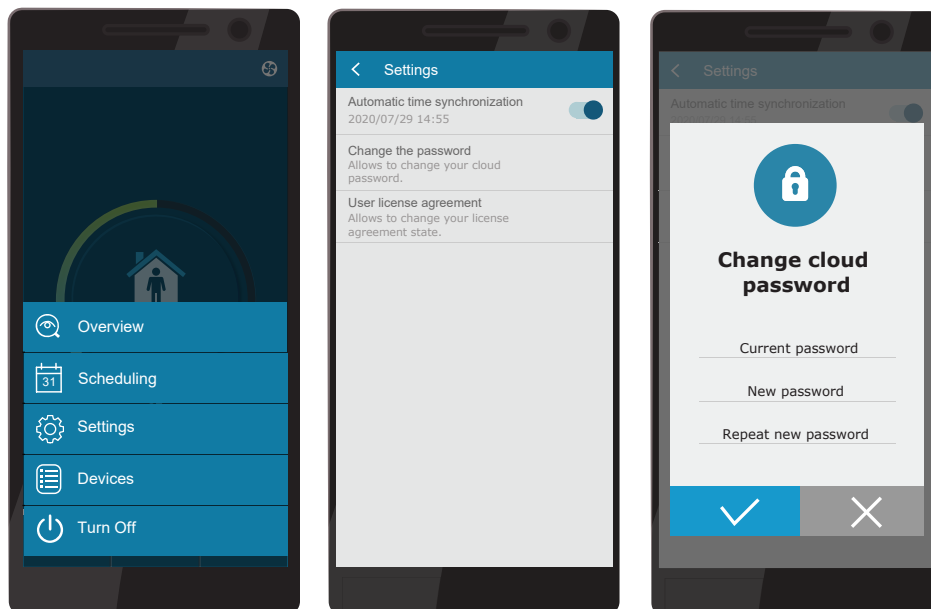 Overview
31
Scheduling
Settings
Devices
Turn Off
Settings
Automatic time synchronization
2020/07/29 14:55
Change the password
Allows to change your cloud
password.
User license agreement
Allows to change your license
agreement state.
Settings
Automatic time synchronization
Change cloud
password
Current password
New password
Repeat new password